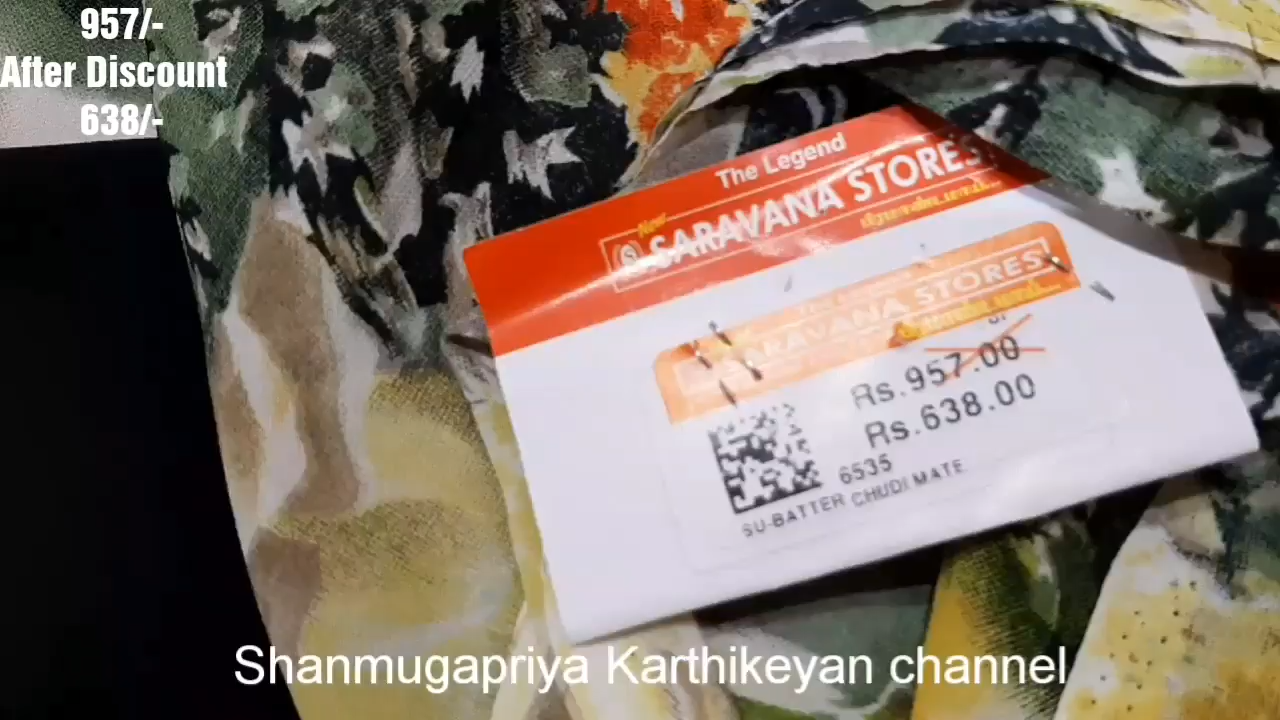 957/-
After Discount
638/-
The Legend
New
SARAVANA STORES
SARAVANA STORES
Rs.957.00
Rs.638.00
6535
SU-BATTER CHUDI MATE
Shanmugapriya Karthikeyan channel